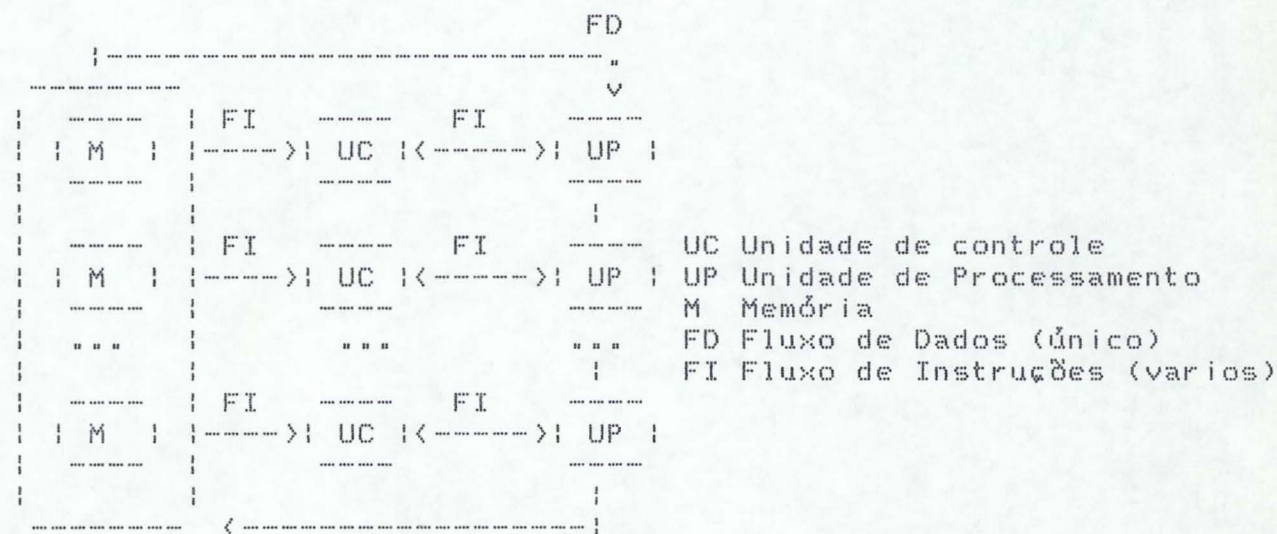 FD
FI FI
M UC UP
FI FI UC Unidade de controle
M UC UP UP Unidade de Processamento
M Memória
... ... ... FD Fluxo de Dados (único)
FI Fluxo de Instruções (varios)
FI FI
M UC UP